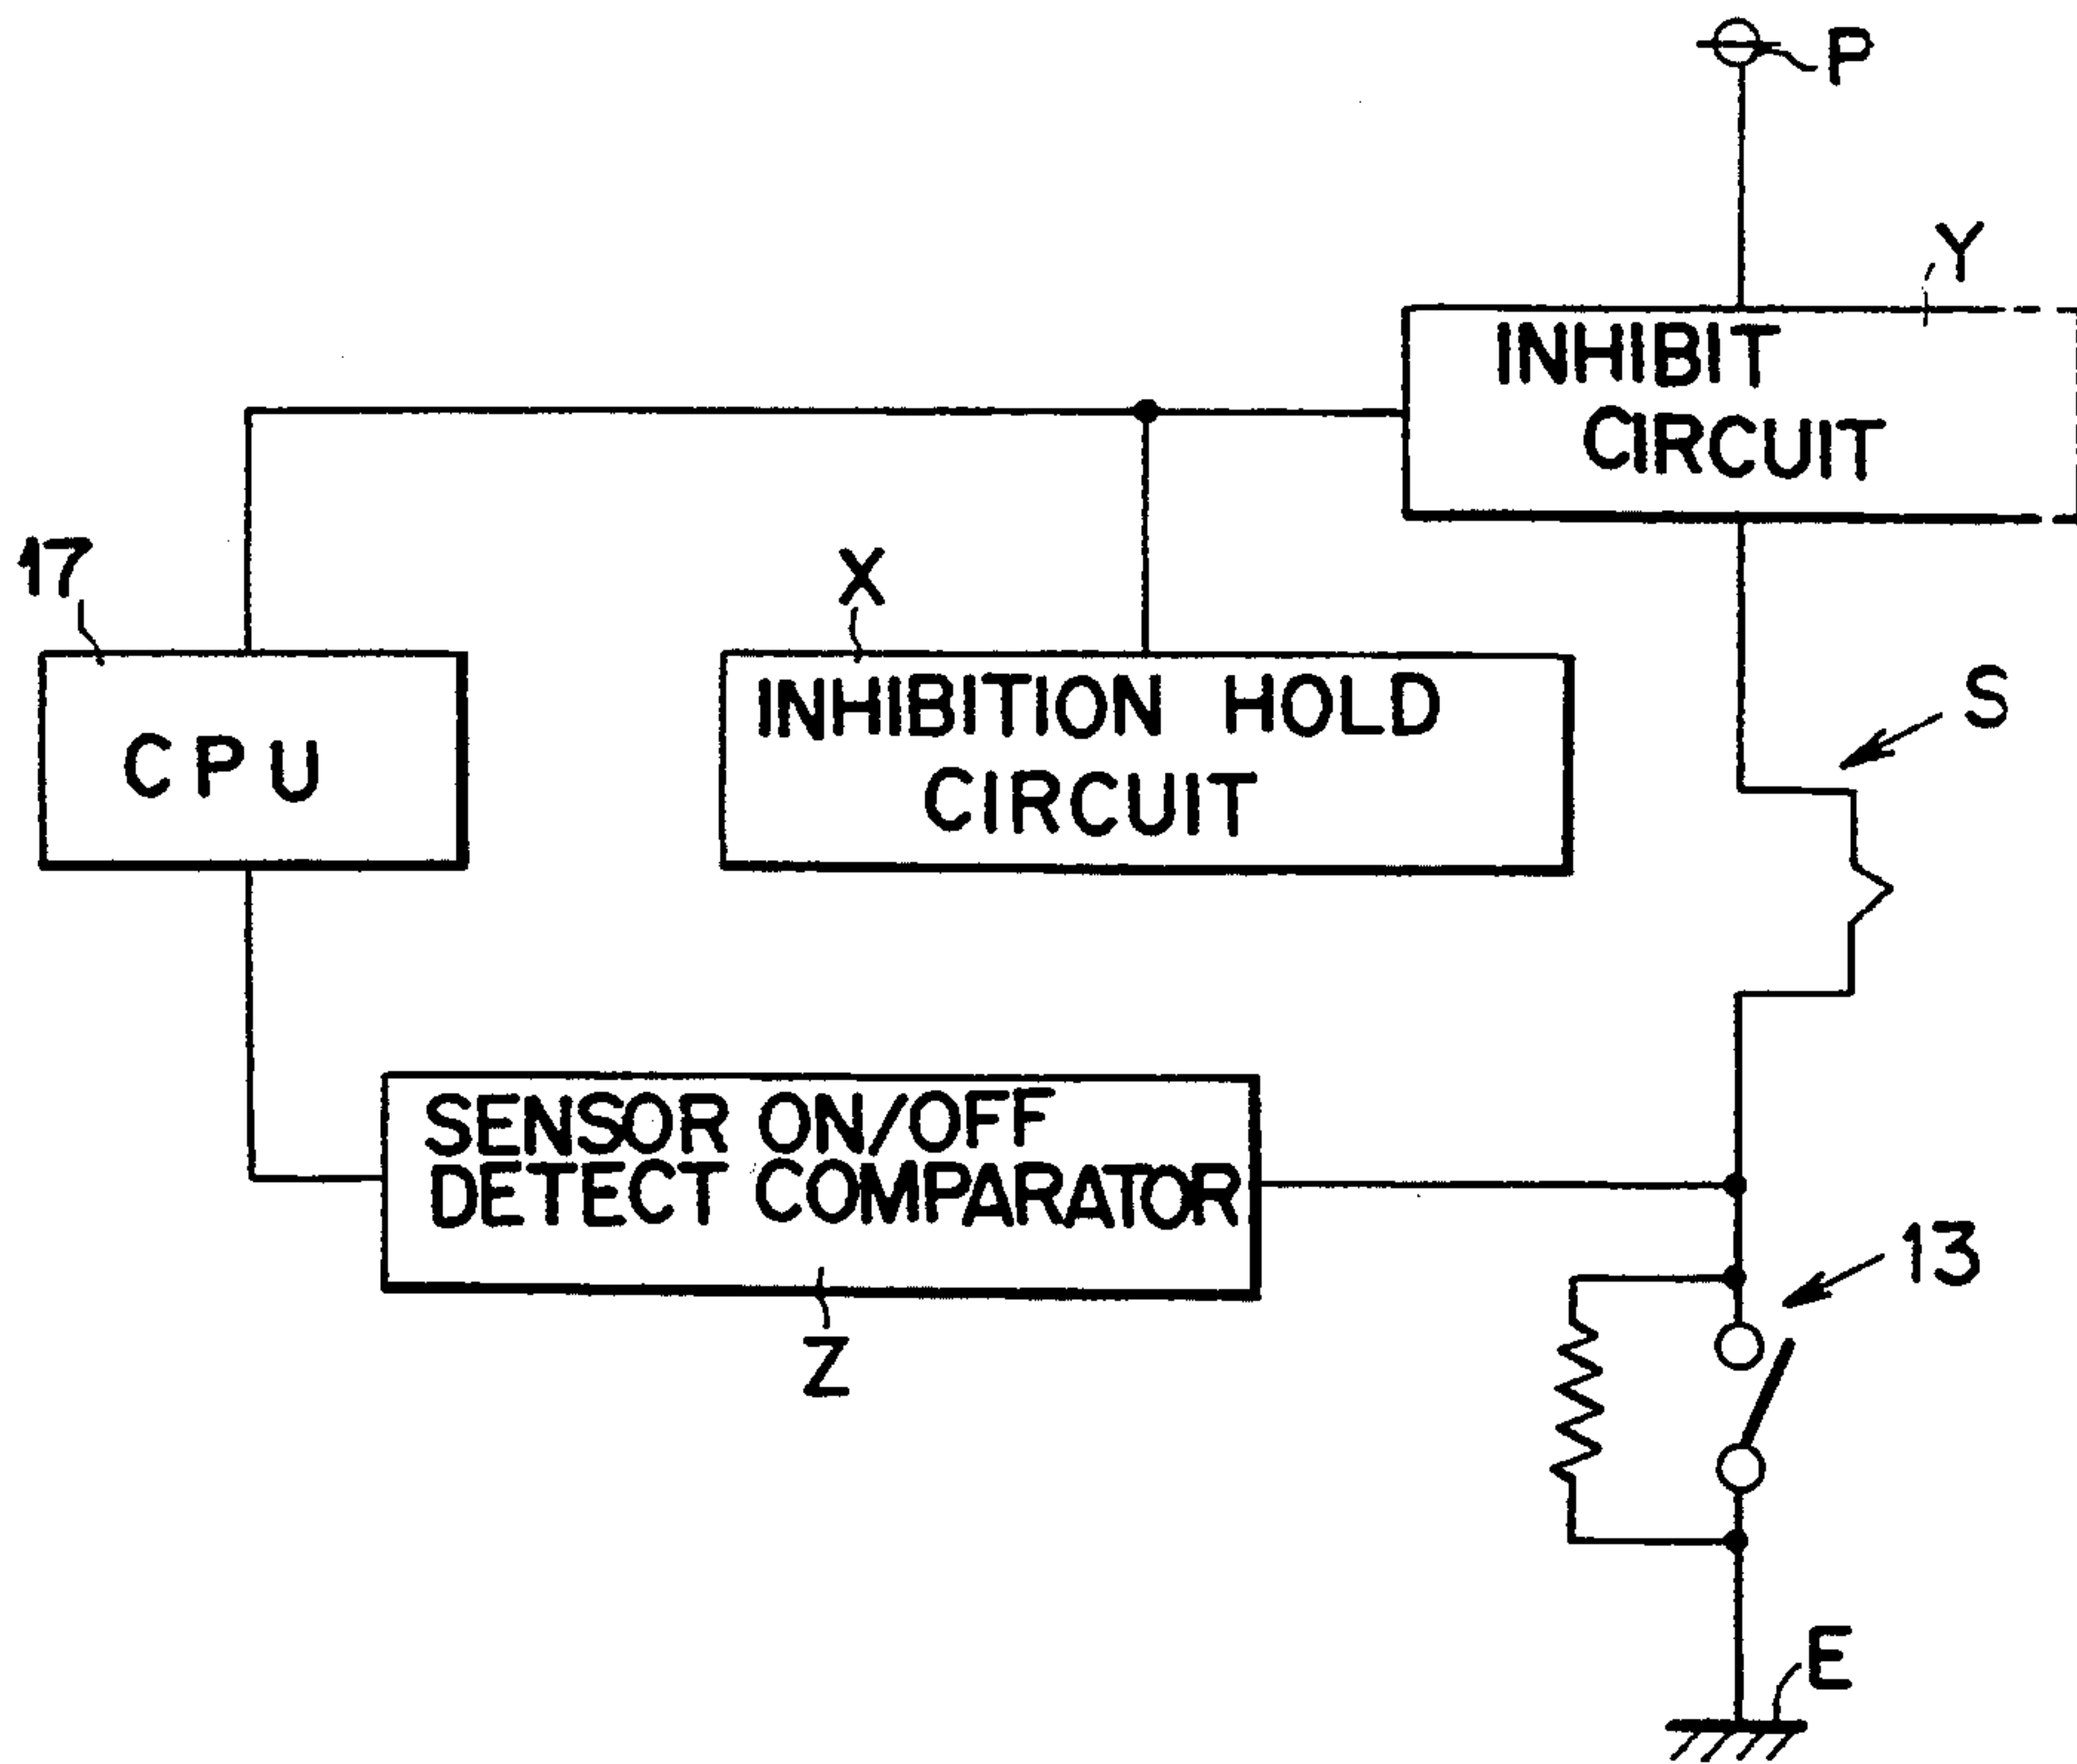 P
Y
INHIBIT
CIRCUIT
17
X
CPU
INHIBITION HOLD
CIRCUIT
S
SENSOR ON/OFF
DETECT COMPARATOR
13
Z
E